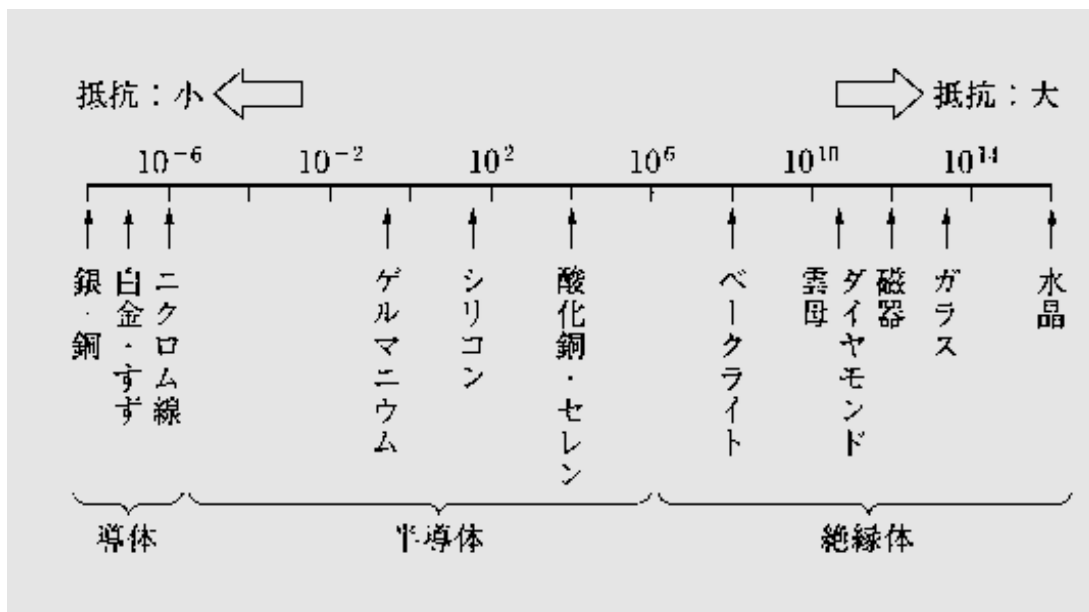 抵抗：小
抵抗：大
10⁻⁶
10⁻²
10²
10⁶
10¹⁰
10¹⁴
銀・銅
白金・すず
ニクロム線
ゲルマニウム
シリコン
酸化銅・セレン
ベークライト
雲母
ダイヤモンド
磁器
ガラス
水晶
導体
半導体
絶縁体